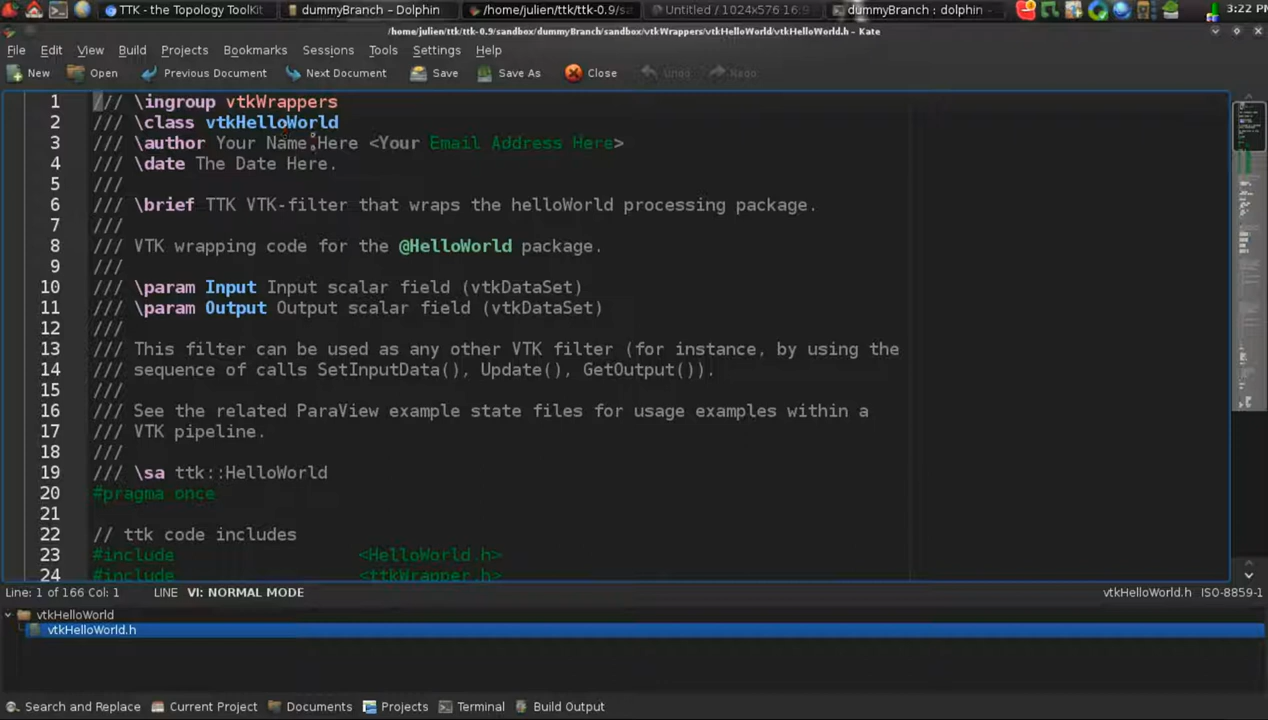 TTK - the Topology ToolKit
dummyBranch – Dolphin
/home/julien/ttk/ttk-0.9/sa
Untitled / 1024x576 16:9
dummyBranch : dolphin
3:22 PM
/home/julien/ttk/ttk-0.9/sandbox/dummyBranch/sandbox/vtkWrappers/vtkHelloWorld/vtkHelloWorld.h – Kate
File Edit View Build Projects Bookmarks Sessions Tools Settings Help
New Open Previous Document Next Document Save Save As Close Undo Redo
1 /// \ingroup vtkWrappers
2 /// \class vtkHelloWorld
3 /// \author Your Name Here <Your Email Address Here>
4 /// \date The Date Here.
5 ///
6 /// \brief TTK VTK-filter that wraps the helloWorld processing package.
7 ///
8 /// VTK wrapping code for the @HelloWorld package.
9 ///
10 /// \param Input Input scalar field (vtkDataSet)
11 /// \param Output Output scalar field (vtkDataSet)
12 ///
13 /// This filter can be used as any other VTK filter (for instance, by using the
14 /// sequence of calls SetInputData(), Update(), GetOutput()).
15 ///
16 /// See the related ParaView example state files for usage examples within a
17 /// VTK pipeline.
18 ///
19 /// \sa ttk::HelloWorld
20 #pragma once
21
22 // ttk code includes
23 #include <HelloWorld.h>
24 #include <ttkWrapper.h>
Line: 1 of 166 Col: 1 LINE VI: NORMAL MODE vtkHelloWorld.h ISO-8859-1
vtkHelloWorld
vtkHelloWorld.h
Search and Replace Current Project Documents Projects Terminal Build Output